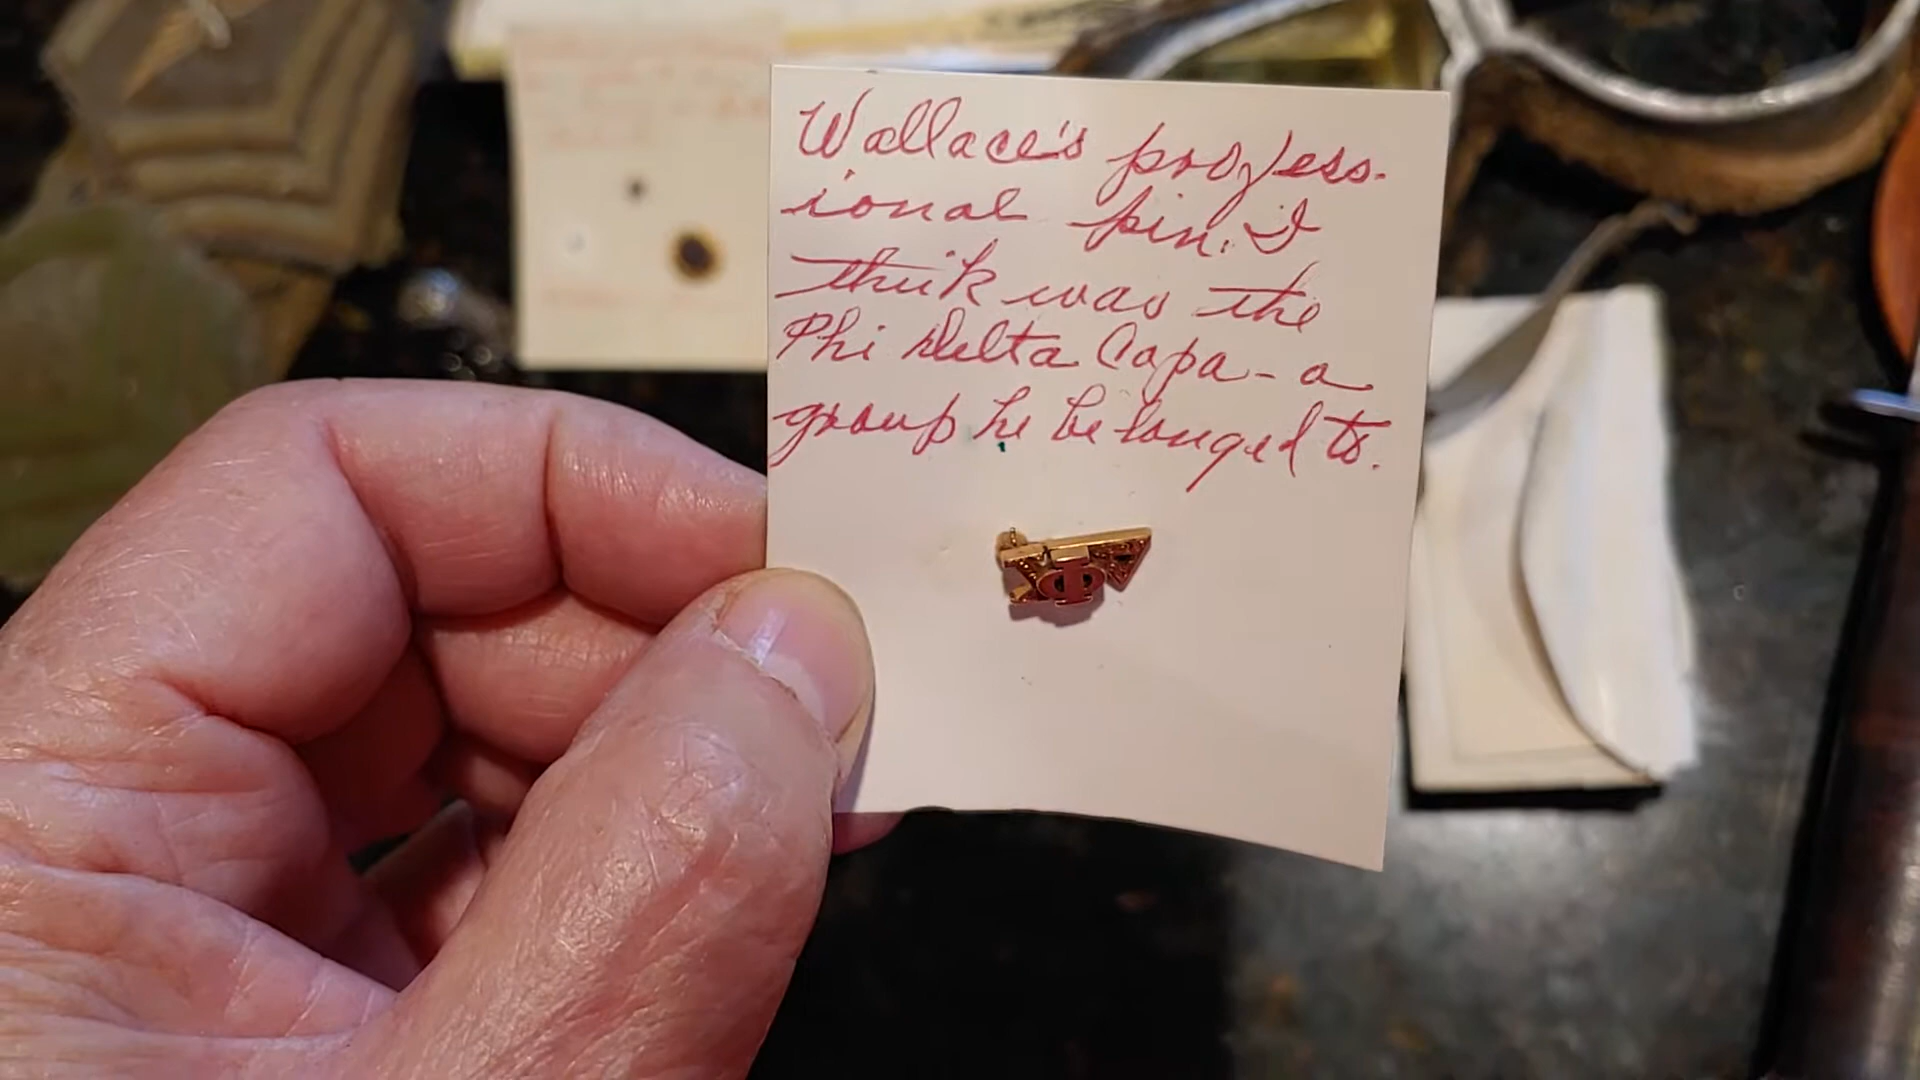 Wallace's profess-
ional pin. I
think was the
Phi Delta Capa - a
group he belonged to.
Φ